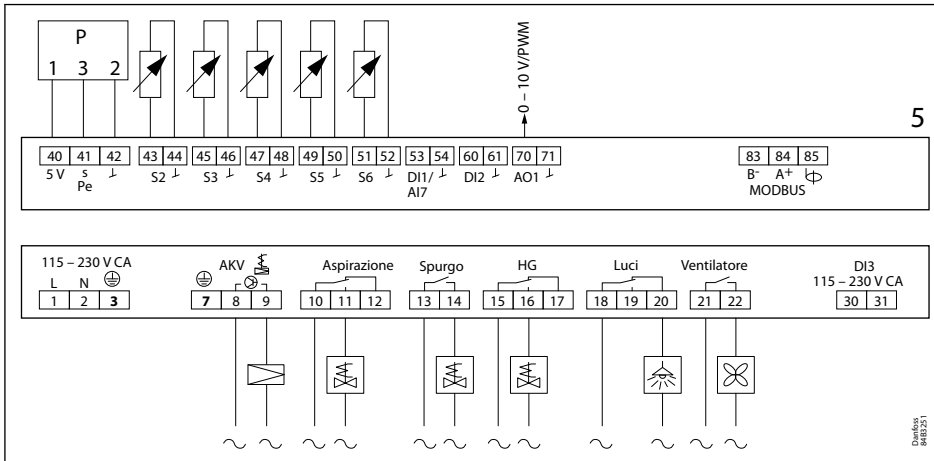 P
1 3 2
0 – 10 V/PWM
5
40 41 42 43 44 45 46 47 48 49 50 51 52 53 54 60 61 70 71 83 84 85
5 V s S2 S3 S4 S5 S6 DI1/ DI2 AO1 B- A+
Pe AI7 MODBUS
115 – 230 V CA AKV Aspirazione Spurgo HG Luci Ventilatore DI3
L N 115 – 230 V CA
1 2 3 7 8 9 10 11 12 13 14 15 16 17 18 19 20 21 22 30 31
Danfoss
84B3251